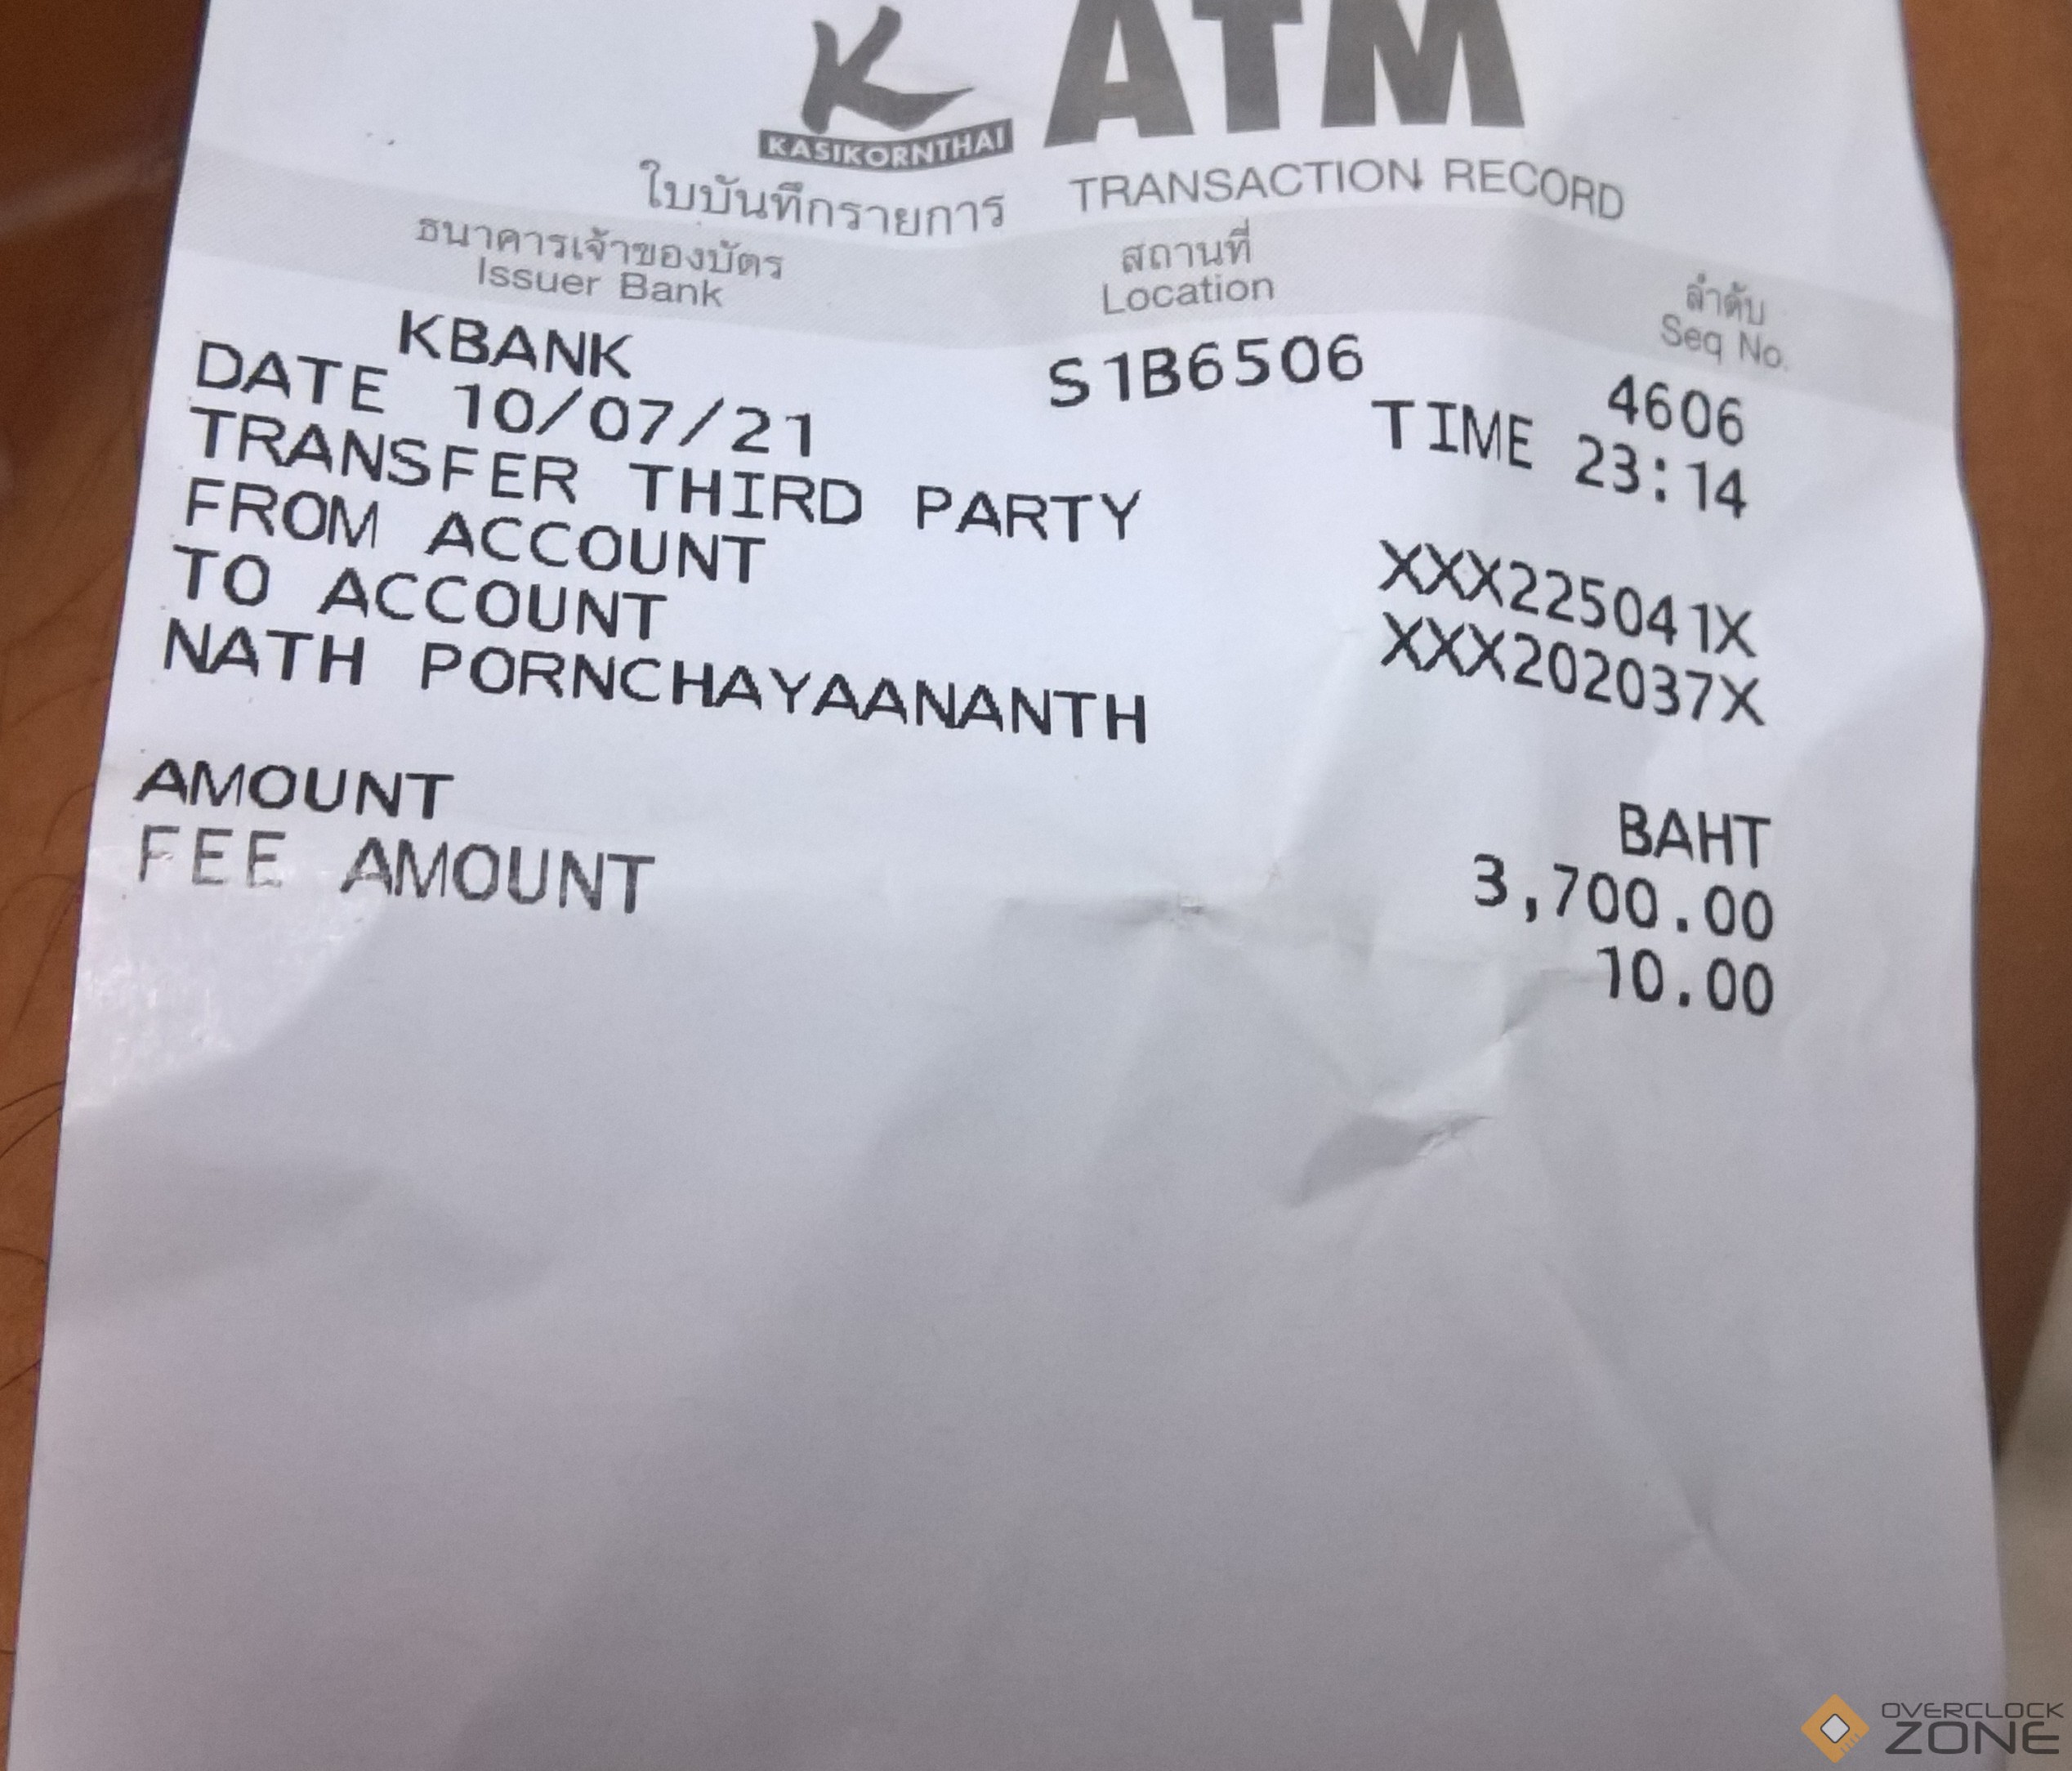 K ATM
KASIKORNTHAI
ใบบันทึกรายการ TRANSACTION RECORD
ธนาคารเจ้าของบัตร สถานที่ ลำดับ
Issuer Bank Location Seq No.
KBANK S1B6506 4606
DATE 10/07/21 TIME 23:14
TRANSFER THIRD PARTY
FROM ACCOUNT XXX225041X
TO ACCOUNT XXX202037X
NATH PORNCHAYAANANTH
BAHT
AMOUNT 3,700.00
FEE AMOUNT 10.00
OVERCLOCK
ZONE